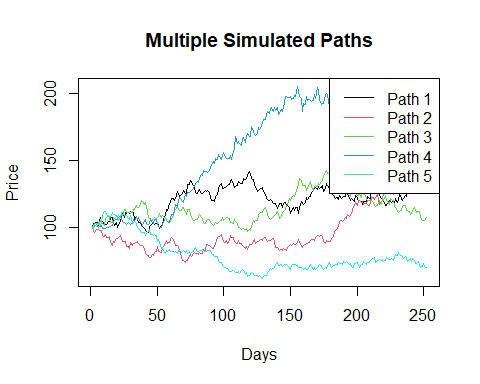 Multiple Simulated Paths
Price
200
150
100
Path 1
Path 2
Path 3
Path 4
Path 5
0 50 100 150 200 250
Days